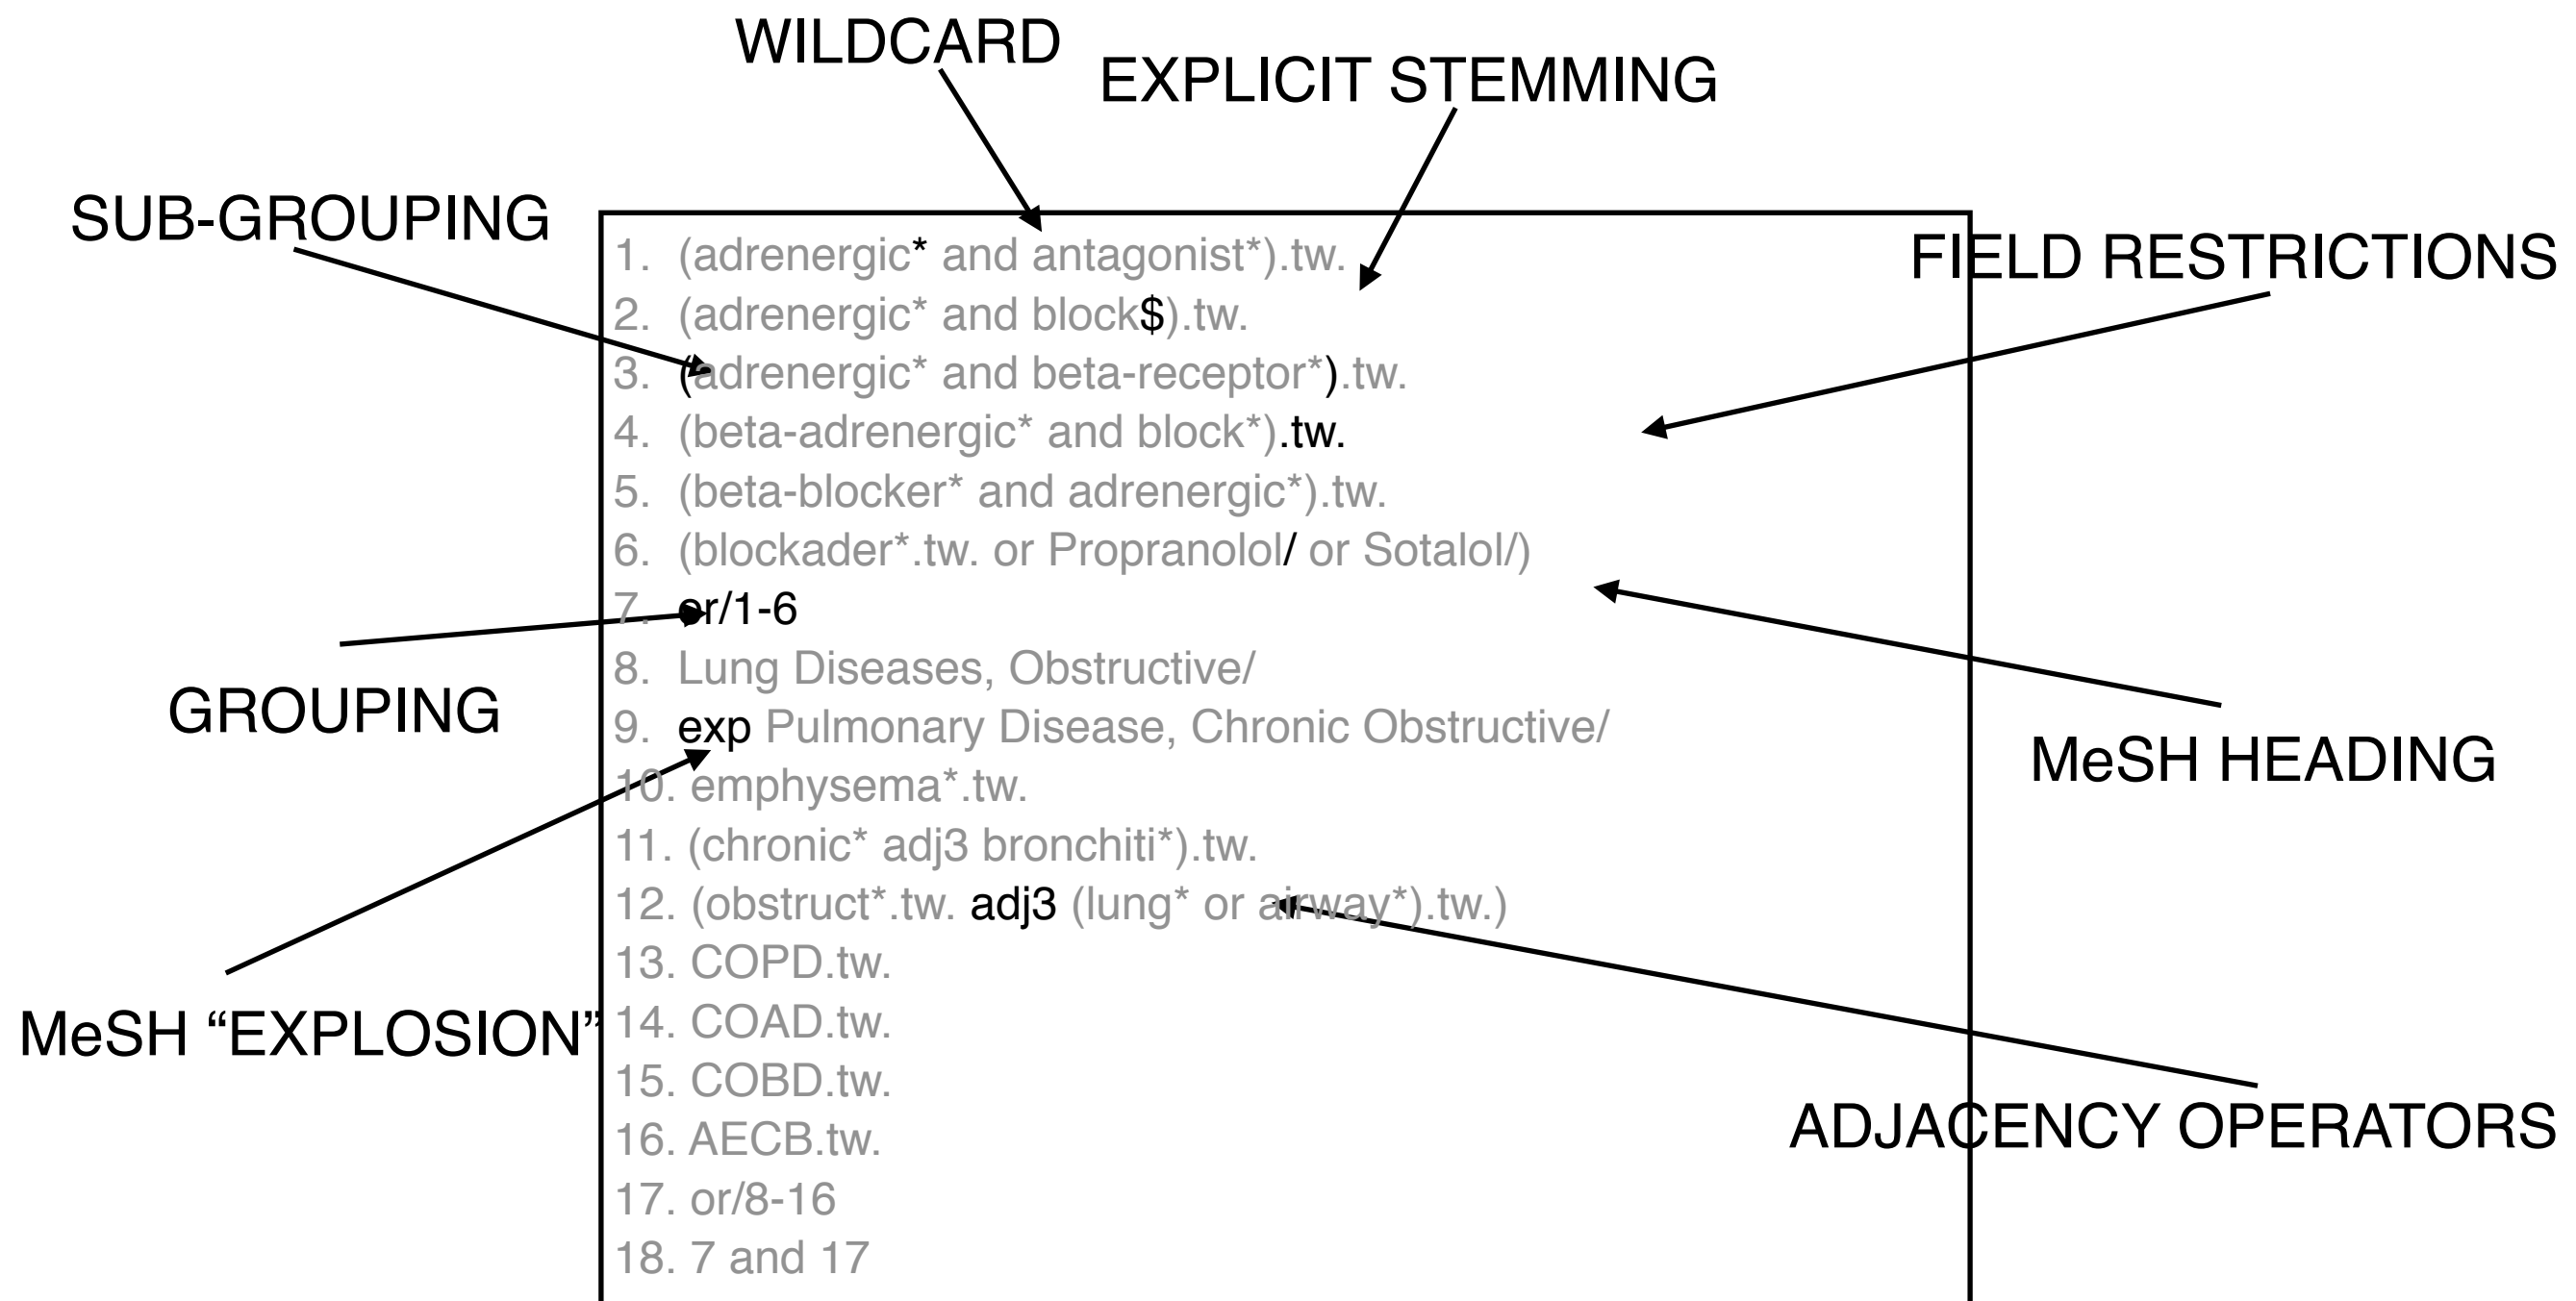 WILDCARD
EXPLICIT STEMMING
SUB-GROUPING
FIELD RESTRICTIONS
1. (adrenergic* and antagonist*).tw.
2. (adrenergic* and block$).tw.
3. (adrenergic* and beta-receptor*).tw.
4. (beta-adrenergic* and block*).tw.
5. (beta-blocker* and adrenergic*).tw.
6. (blockader*.tw. or Propranolol/ or Sotalol/)
7. or/1-6
8. Lung Diseases, Obstructive/
9. exp Pulmonary Disease, Chronic Obstructive/
10. emphysema*.tw.
11. (chronic* adj3 bronchiti*).tw.
12. (obstruct*.tw. adj3 (lung* or airway*).tw.)
13. COPD.tw.
14. COAD.tw.
15. COBD.tw.
16. AECB.tw.
17. or/8-16
18. 7 and 17
GROUPING
MeSH HEADING
MeSH “EXPLOSION”
ADJACENCY OPERATORS